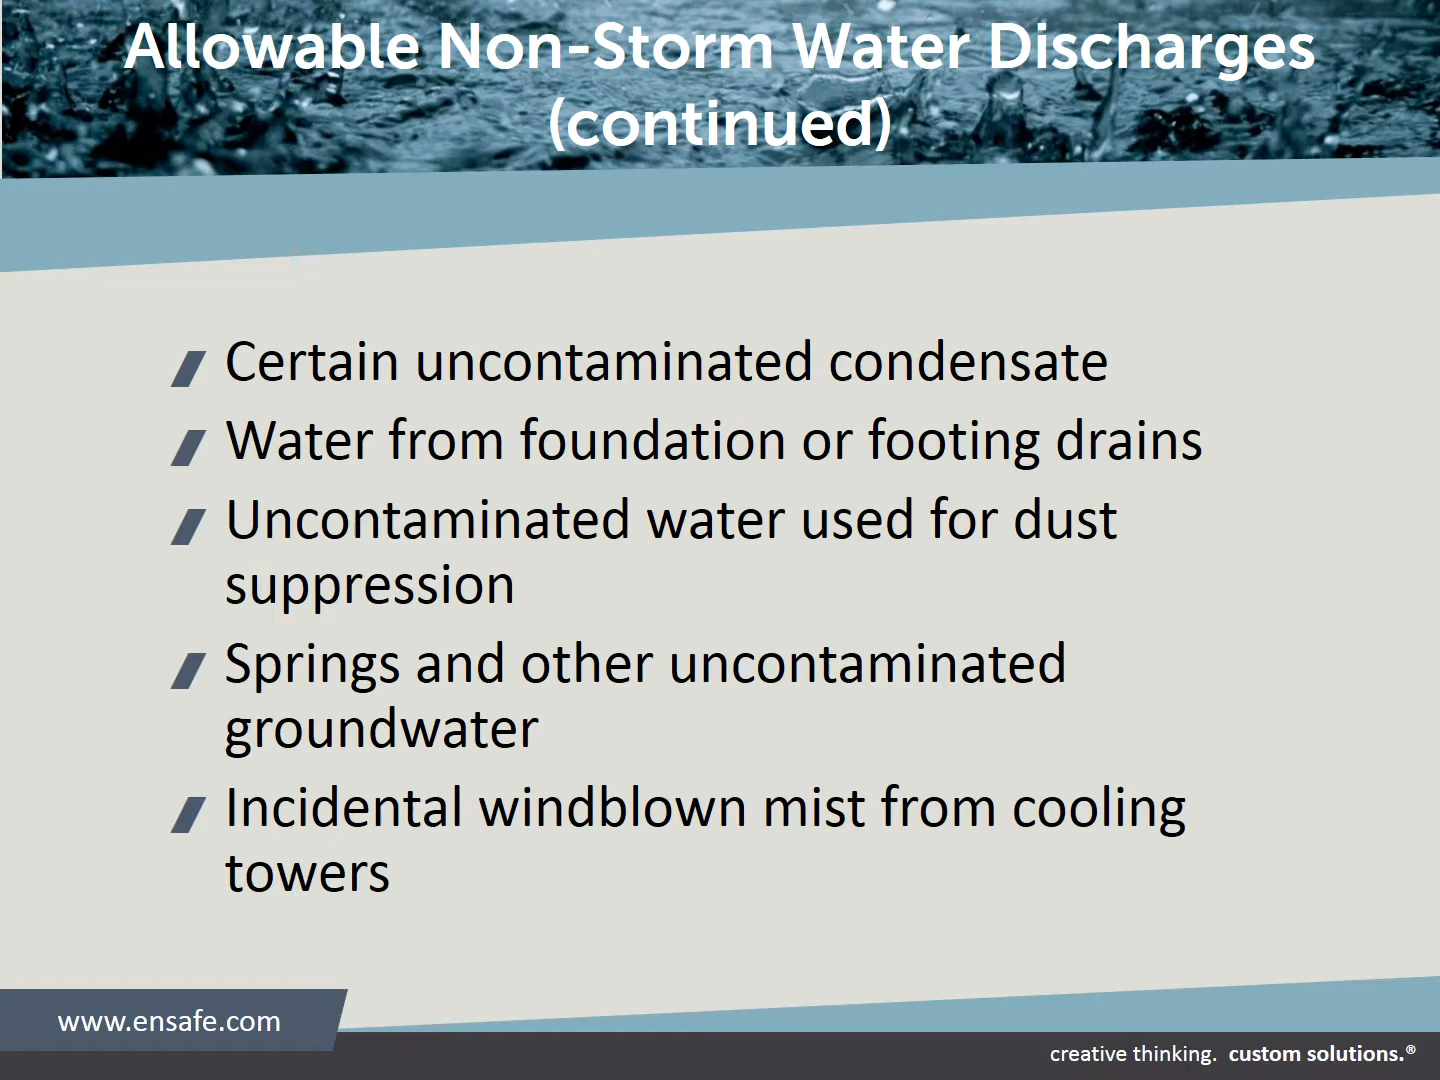 Allowable Non-Storm Water Discharges
(continued)
Certain uncontaminated condensate
Water from foundation or footing drains
Uncontaminated water used for dust
suppression
Springs and other uncontaminated
groundwater
Incidental windblown mist from cooling
towers
www.ensafe.com
creative thinking. custom solutions.®